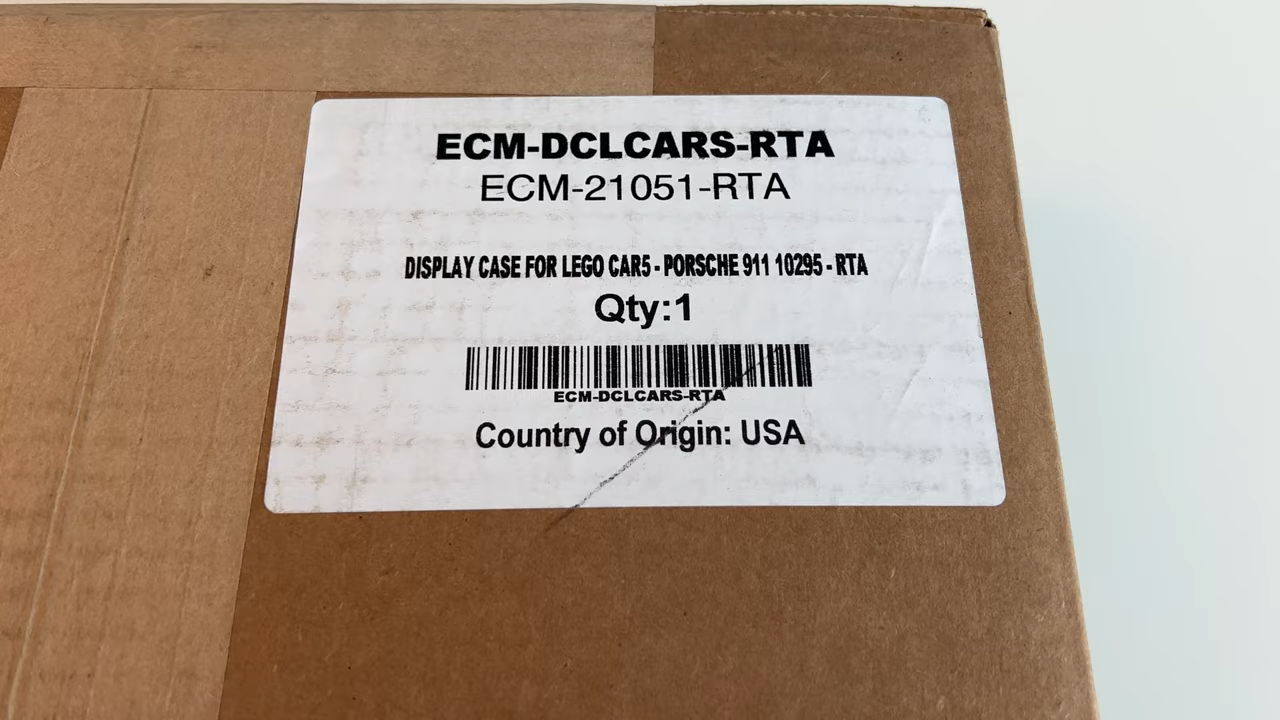 ECM-DCLCARS-RTA
ECM-21051-RTA
DISPLAY CASE FOR LEGO CAR5 - PORSCHE 911 10295 - RTA
Qty:1
ECM-DCLCARS-RTA
Country of Origin: USA